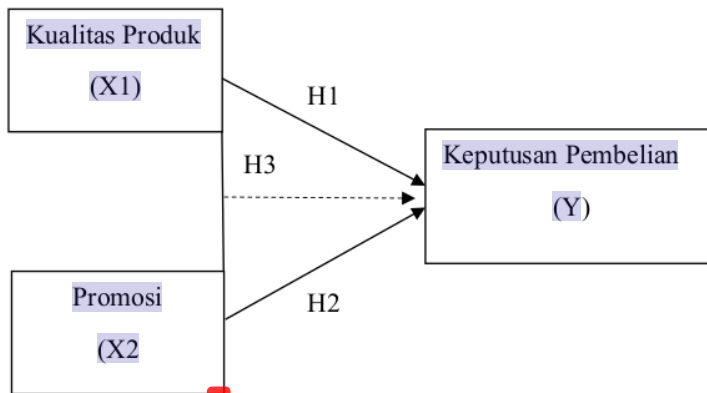 Kualitas Produk
(X1)
H1
H3
Keputusan Pembelian
(Y)
Promosi
(X2
H2